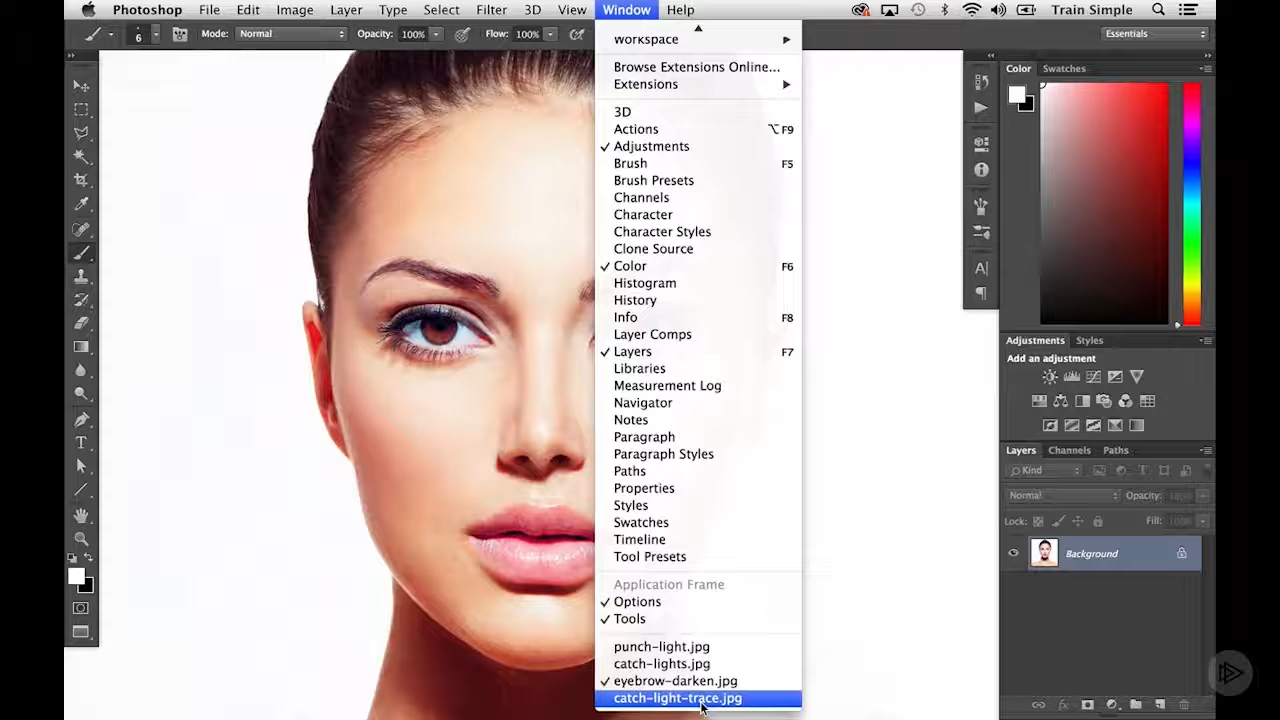 Photoshop File Edit Image Layer Type Select Filter 3D View Window Help Train Simple
6 Mode: Normal Opacity: 100% Flow: 100% Essentials
workspace
Browse Extensions Online...
Extensions
3D
Actions ⌥F9
✓ Adjustments
Brush F5
Brush Presets
Channels
Character
Character Styles
Clone Source
✓ Color F6
Histogram
History
Info F8
Layer Comps
✓ Layers F7
Libraries
Measurement Log
Navigator
Notes
Paragraph
Paragraph Styles
Paths
Properties
Styles
Swatches
Timeline
Tool Presets
Application Frame
✓ Options
✓ Tools
punch-light.jpg
catch-lights.jpg
✓ eyebrow-darken.jpg
catch-light-trace.jpg
T
A
Color Swatches
Adjustments Styles
Add an adjustment
Layers Channels Paths
Kind
T
Normal Opacity: 100%
Lock: Fill: 100%
Background
fx